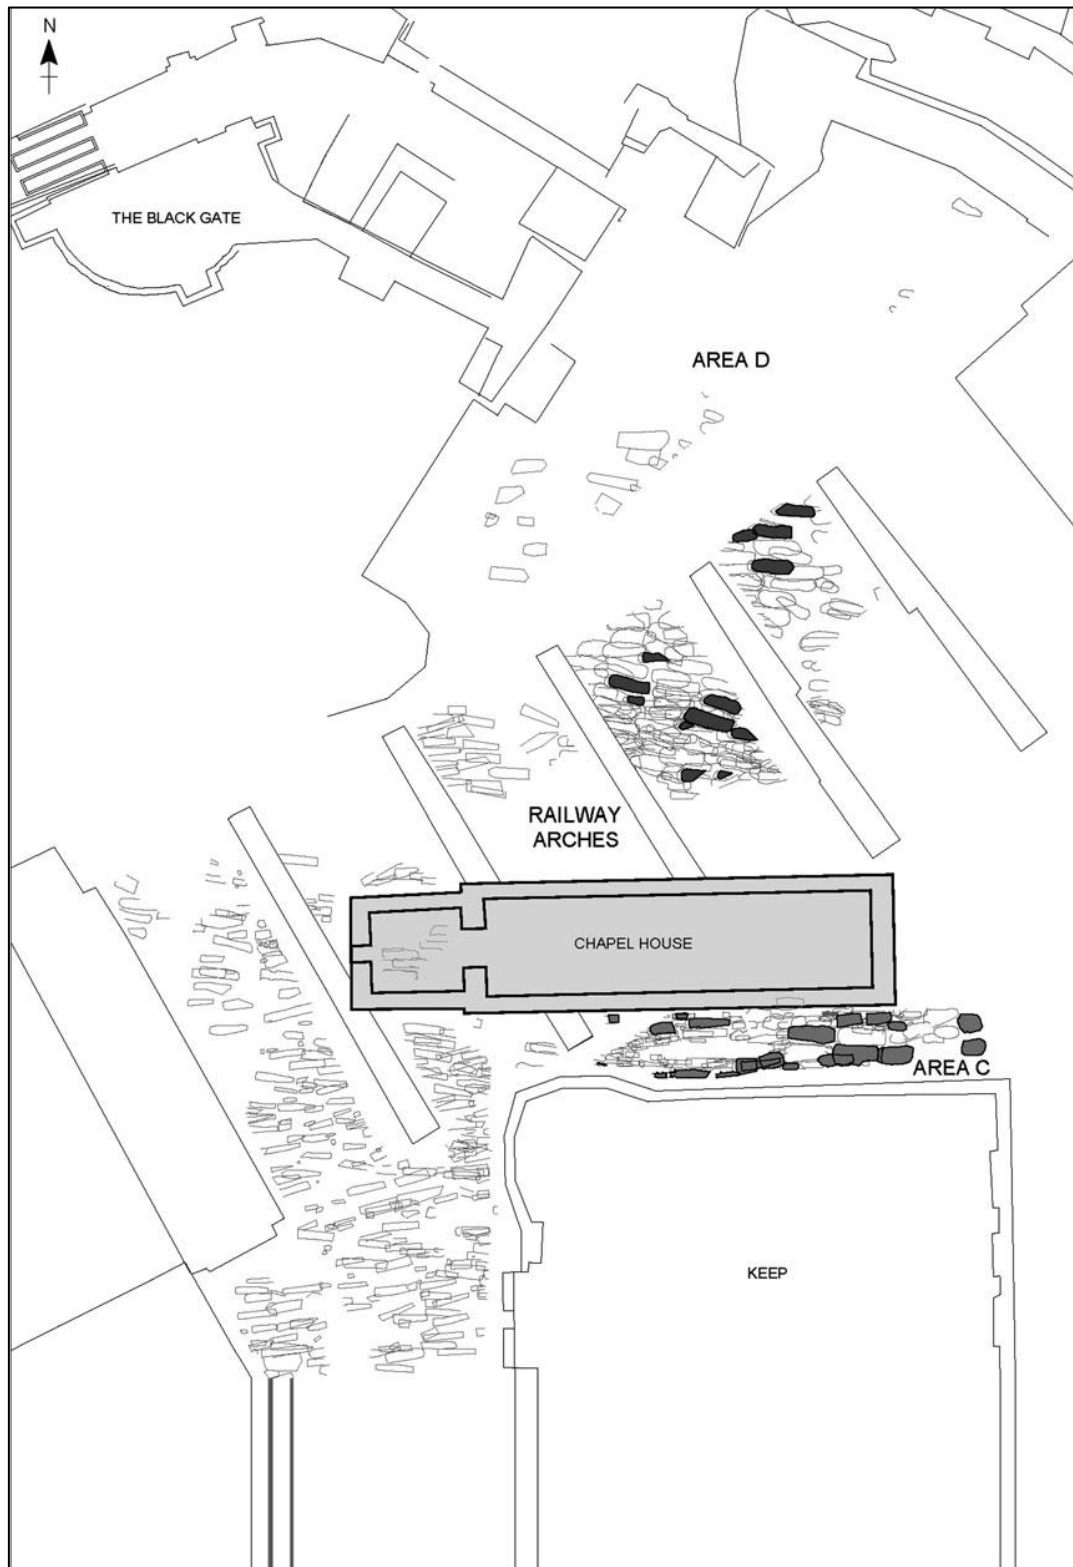 N
THE BLACK GATE
AREA D
RAILWAY
ARCHES
CHAPEL HOUSE
AREA C
KEEP